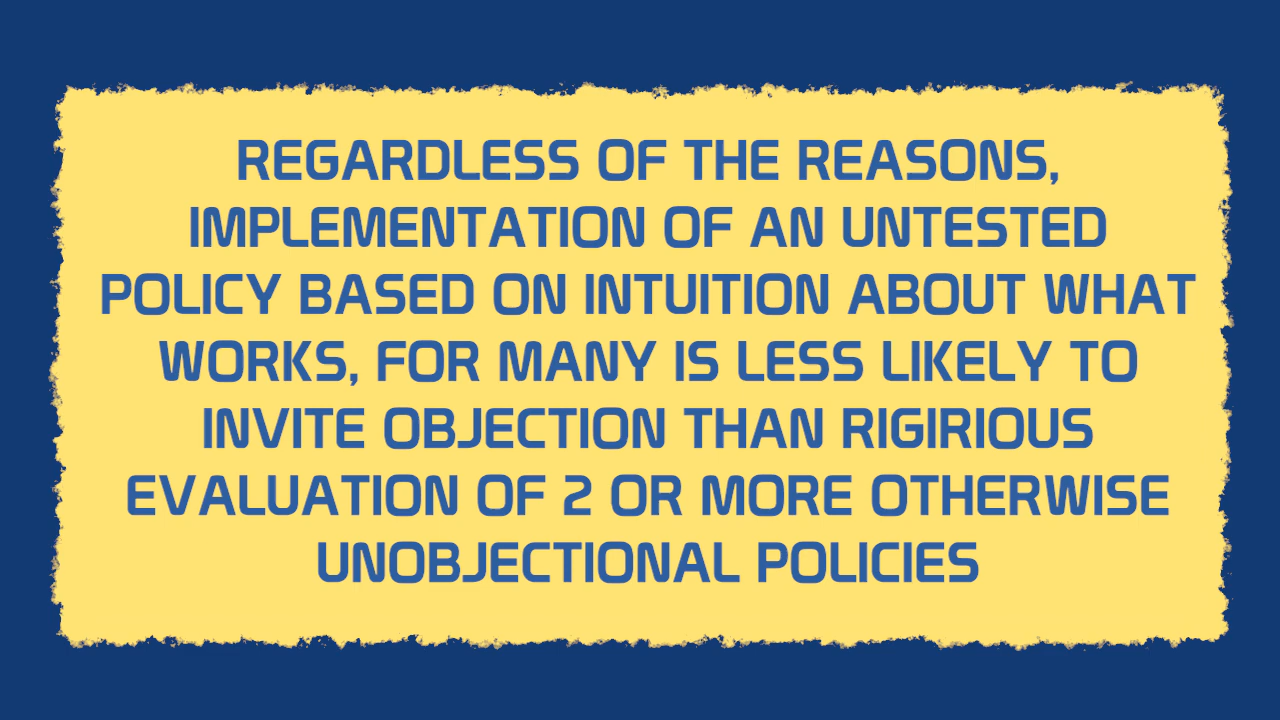 REGARDLESS OF THE REASONS,
IMPLEMENTATION OF AN UNTESTED
POLICY BASED ON INTUITION ABOUT WHAT
WORKS, FOR MANY IS LESS LIKELY TO
INVITE OBJECTION THAN RIGIRIOUS
EVALUATION OF 2 OR MORE OTHERWISE
UNOBJECTIONAL POLICIES